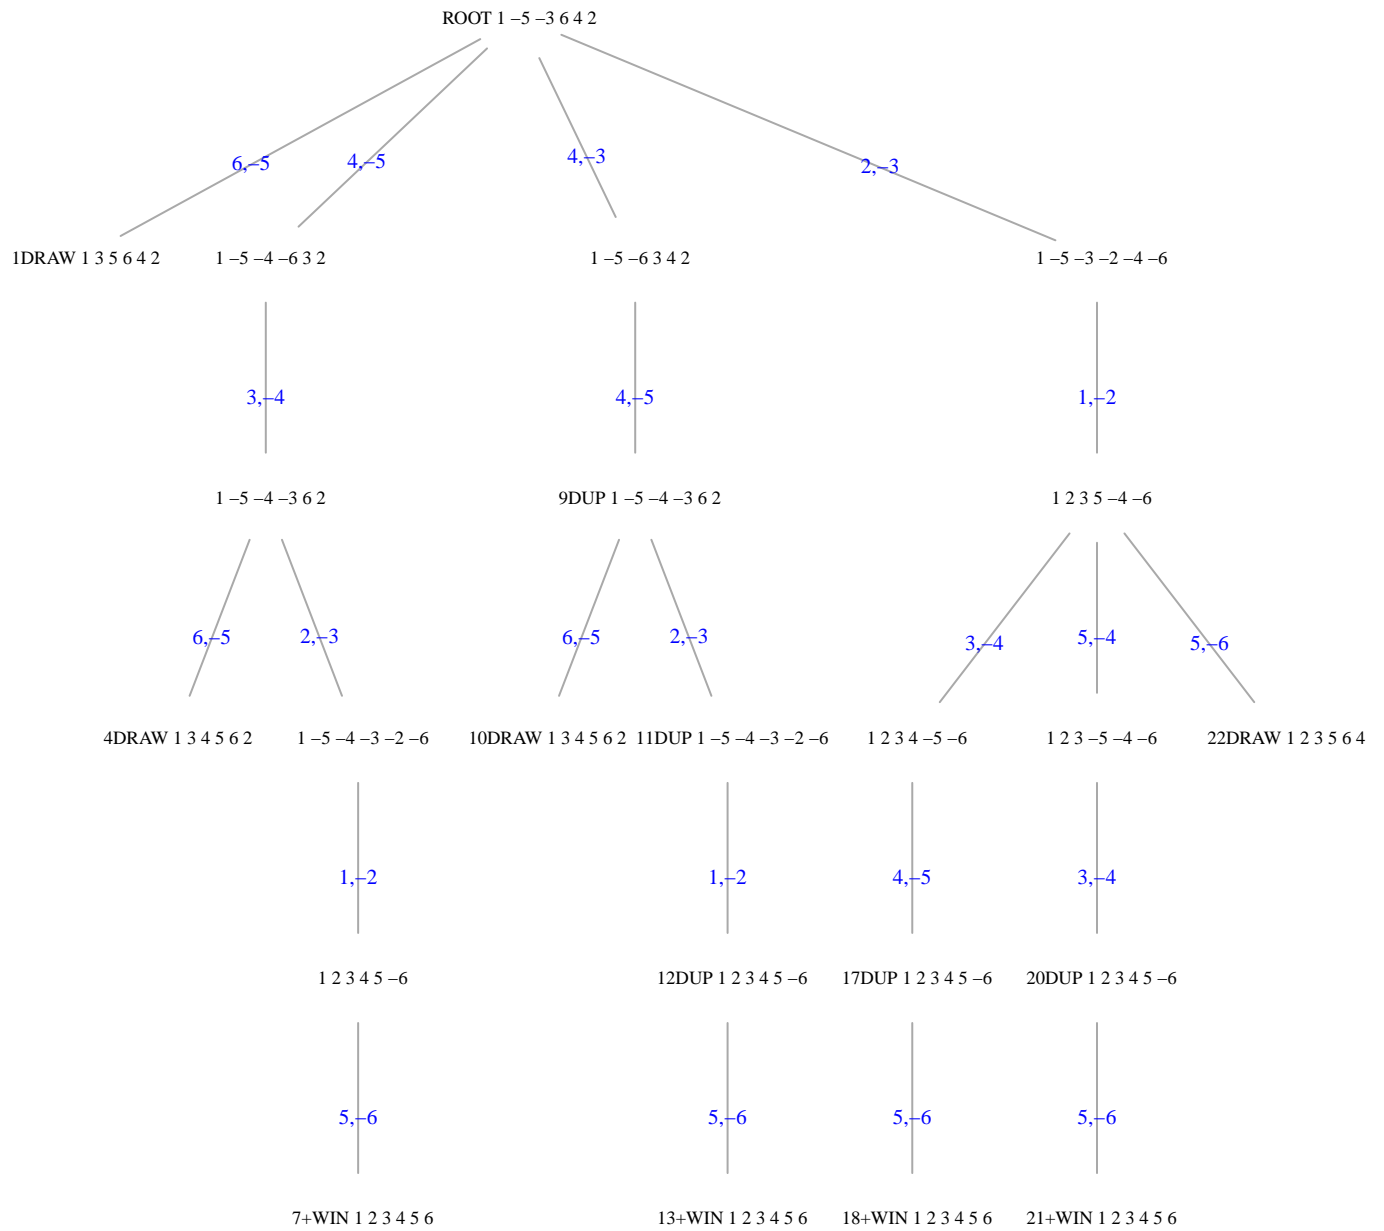 ROOT 1 –5 –3 6 4 2
6,–5 4,–5 4,–3 2,–3
1DRAW 1 3 5 6 4 2 1 –5 –4 –6 3 2 1 –5 –6 3 4 2 1 –5 –3 –2 –4 –6
3,–4 4,–5 1,–2
1 –5 –4 –3 6 2 9DUP 1 –5 –4 –3 6 2 1 2 3 5 –4 –6
6,–5 2,–3 6,–5 2,–3 3,–4 5,–4 5,–6
4DRAW 1 3 4 5 6 2 1 –5 –4 –3 –2 –6 10DRAW 1 3 4 5 6 2 11DUP 1 –5 –4 –3 –2 –6 1 2 3 4 –5 –6 1 2 3 –5 –4 –6 22DRAW 1 2 3 5 6 4
1,–2 1,–2 4,–5 3,–4
1 2 3 4 5 –6 12DUP 1 2 3 4 5 –6 17DUP 1 2 3 4 5 –6 20DUP 1 2 3 4 5 –6
5,–6 5,–6 5,–6 5,–6
7+WIN 1 2 3 4 5 6 13+WIN 1 2 3 4 5 6 18+WIN 1 2 3 4 5 6 21+WIN 1 2 3 4 5 6